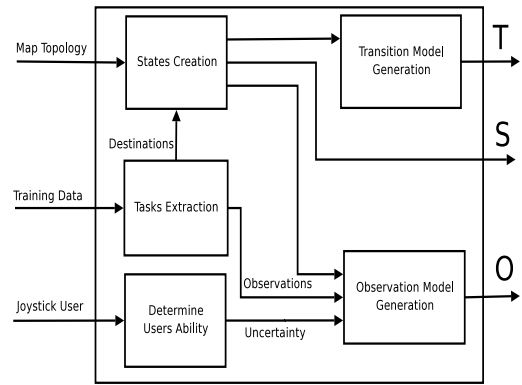 Map Topology
States Creation
Transition Model
Generation
T
S
Destinations
Training Data
Tasks Extraction
Observations
Observation Model
Generation
O
Joystick User
Determine
Users Ability
Uncertainty